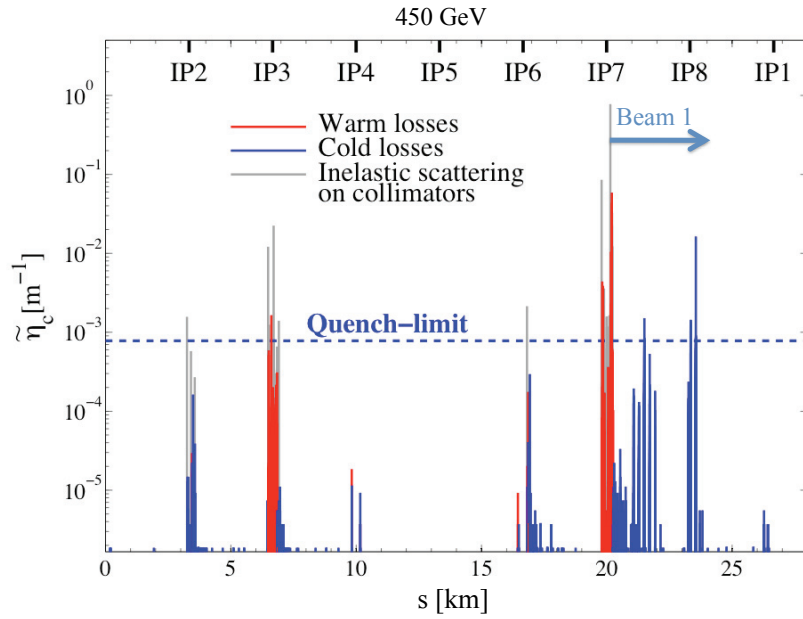 450 GeV
IP2 IP3 IP4 IP5 IP6 IP7 IP8 IP1
10⁰
Warm losses
Cold losses
Inelastic scattering
on collimators
Beam 1
10⁻¹
10⁻²
10⁻³
Quench-limit
10⁻⁴
10⁻⁵
η̃c[m⁻¹]
0 5 10 15 20 25
s [km]